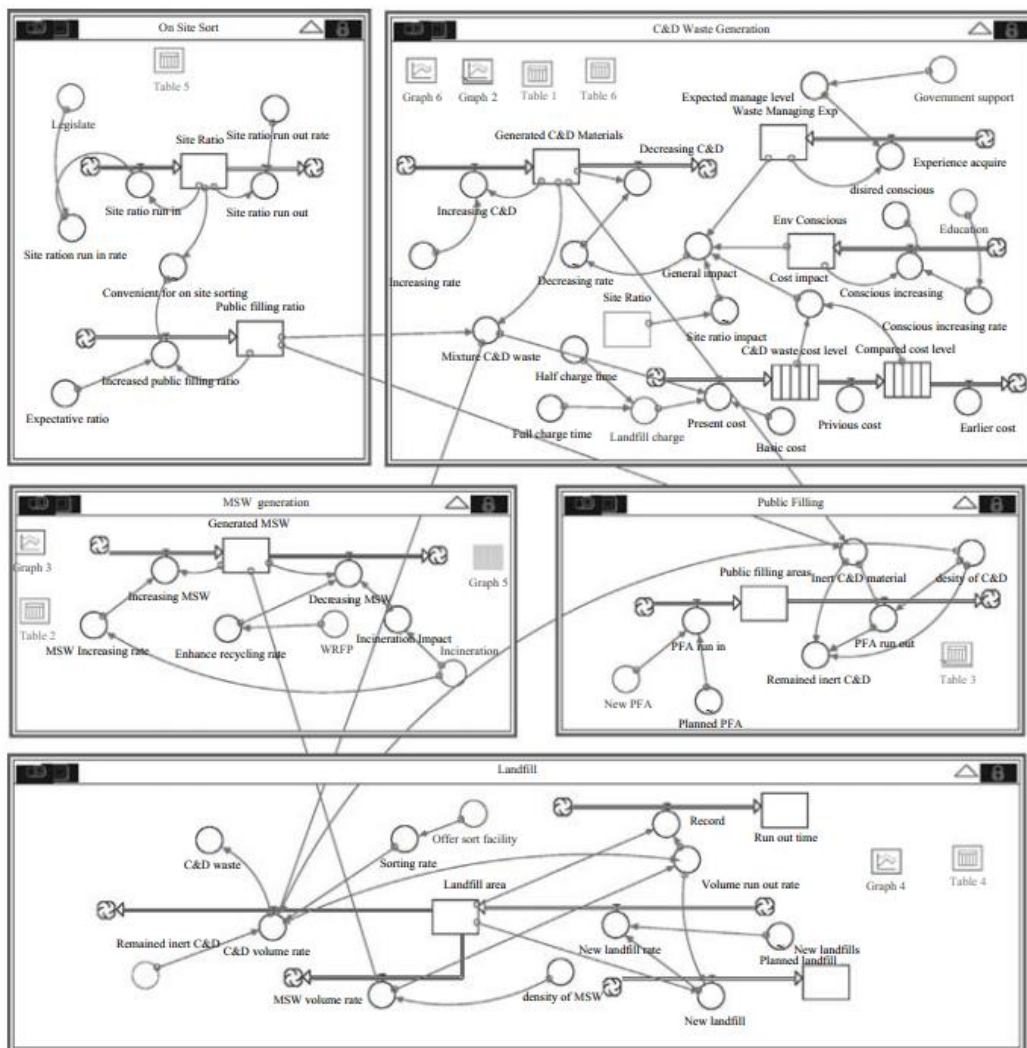 On Site Sort
Table 5
Legislate
Site Ratio
Site ratio run out rate
Site ratio run in
Site ratio run out
Site ration run in rate
Convenient for on site sorting
Public filling ratio
Increased public filling ratio
Expectative ratio
C&D Waste Generation
Graph 6
Graph 2
Table 1
Table 6
Expected manage level
Government support
Waste Managing Exp
Generated C&D Materials
Decreasing C&D
Experience acquire
disired conscious
Increasing C&D
Env Conscious
Education
General impact
Cost impact
Increasing rate
Decreasing rate
Conscious increasing
Site Ratio
Conscious increasing rate
Site ratio impact
Mixture C&D waste
C&D waste cost level
Compared cost level
Half charge time
Full charge time
Landfill charge
Present cost
Privious cost
Earlier cost
Basic cost
MSW generation
Generated MSW
Graph 3
Graph 5
Increasing MSW
Decreasing MSW
Table 2
MSW Increasing rate
Enhance recycling rate
WRFP
Incineration Impact
Incineration
Public Filling
Public filling areas
Inert C&D material
desity of C&D
PFA run in
PFA run out
Remained inert C&D
Table 3
New PFA
Planned PFA
Landfill
Record
Run out time
Offer sort facility
C&D waste
Sorting rate
Volume run out rate
Graph 4
Table 4
Landfill area
Remained inert C&D
C&D volume rate
New landfill rate
New landfills
Planned landfill
MSW volume rate
density of MSW
New landfill